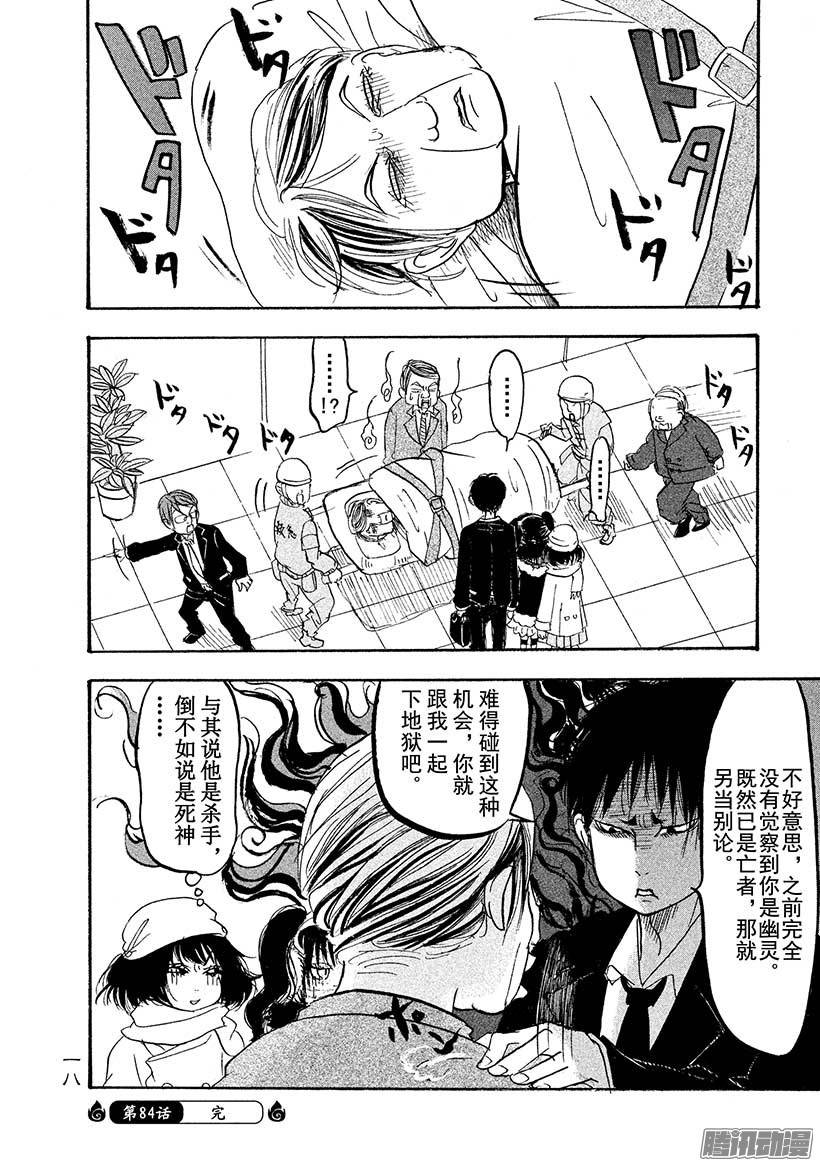 ドタ
ドタ
ドタ
ドタ
ドタ
ドタ
……
……
!?
……
ドタ
ドタ
ドタ
ドタ
ドタ
不好意思，之前完全
没有觉察到你是幽灵。
既然已是亡者，那就
另当别论。
难得碰到这种
机会，你就
跟我一起
下地狱吧。
与其说他是杀手，
倒不如说是死神
……
ポン
一八
第84话 完
腾讯动漫